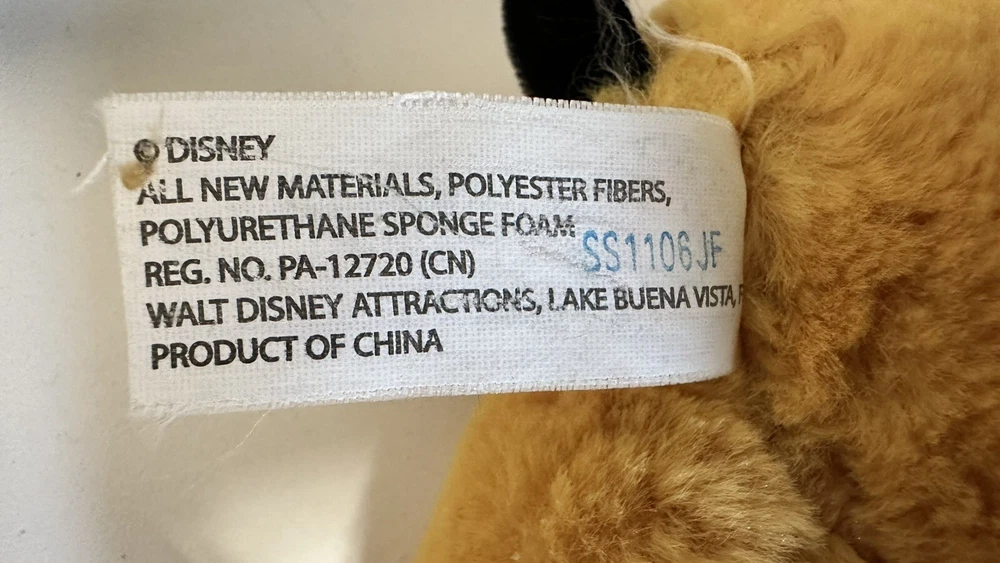 © DISNEY
ALL NEW MATERIALS, POLYESTER FIBERS,
POLYURETHANE SPONGE FOAM
SS1106JF
REG. NO. PA-12720 (CN)
WALT DISNEY ATTRACTIONS, LAKE BUENA VISTA,
PRODUCT OF CHINA